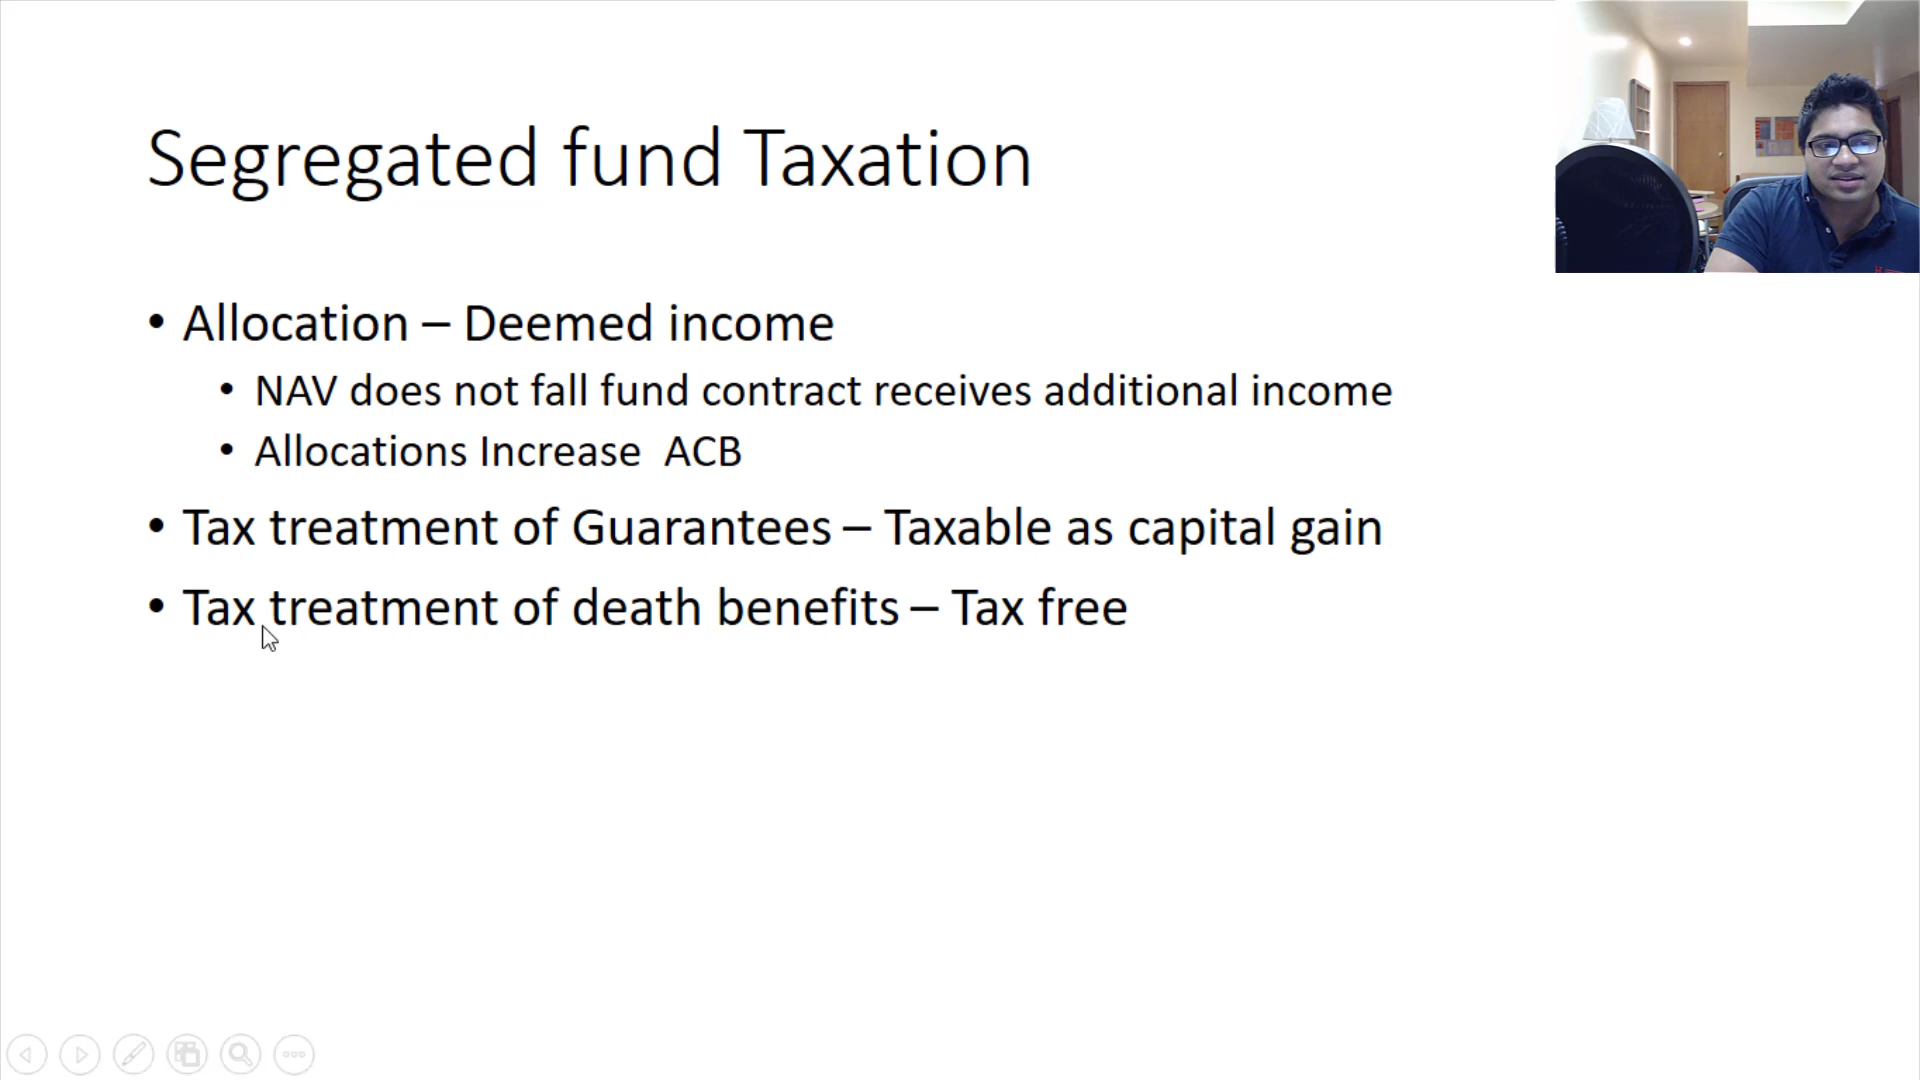 Segregated fund Taxation
• Allocation – Deemed income
• NAV does not fall fund contract receives additional income
• Allocations Increase  ACB
• Tax treatment of Guarantees – Taxable as capital gain
• Tax treatment of death benefits – Tax free